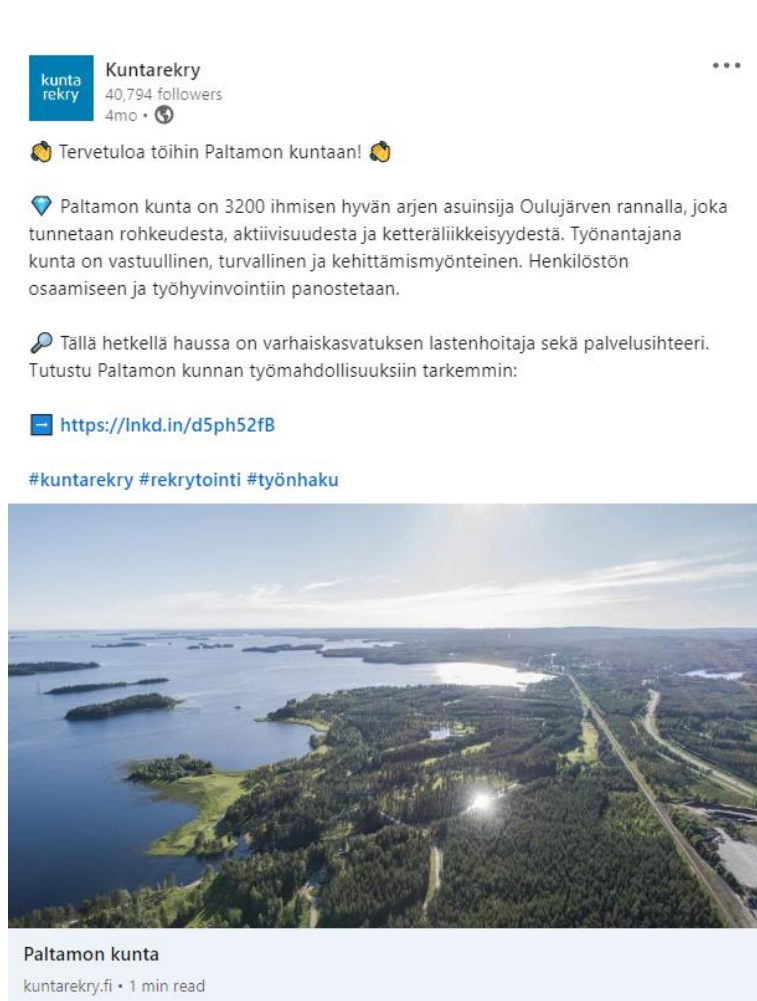 kunta
rekry
Kuntarekry
40,794 followers
4mo •
👏 Tervetuloa töihin Paltamon kuntaan! 👏
💎 Paltamon kunta on 3200 ihmisen hyvän arjen asuinsija Oulujärven rannalla, joka
tunnetaan rohkeudesta, aktiivisuudesta ja ketteräliikkeisyydestä. Työnantajana
kunta on vastuullinen, turvallinen ja kehittämismyönteinen. Henkilöstön
osaamiseen ja työhyvinvointiin panostetaan.
🔎 Tällä hetkellä haussa on varhaiskasvatuksen lastenhoitaja sekä palvelusihteeri.
Tutustu Paltamon kunnan työmahdollisuuksiin tarkemmin:
➡️ https://lnkd.in/d5ph52fB
#kuntarekry #rekrytointi #työnhaku
Paltamon kunta
kuntarekry.fi • 1 min read